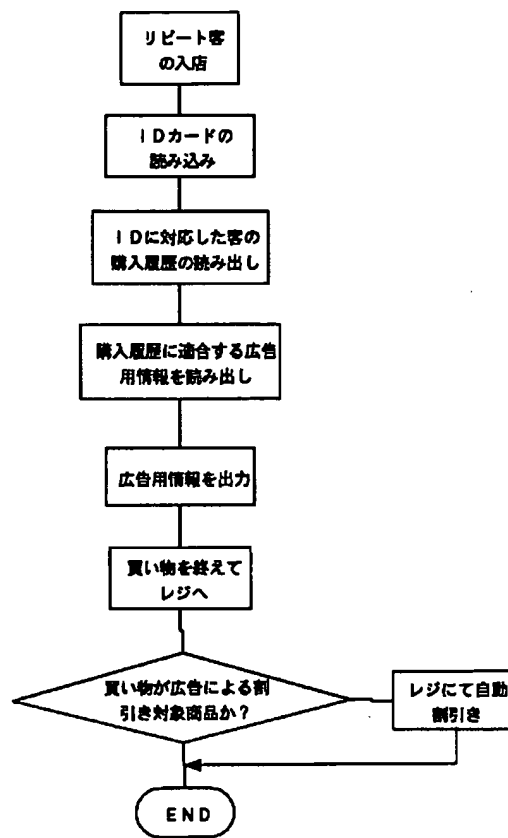 リピート客
の入店
IDカードの
読み込み
IDに対応した客の
購入履歴の読み出し
購入履歴に適合する広告
用情報を読み出し
広告用情報を出力
買い物を終えて
レジへ
買い物が広告による割
引き対象商品か?
レジにて自動
割引き
END